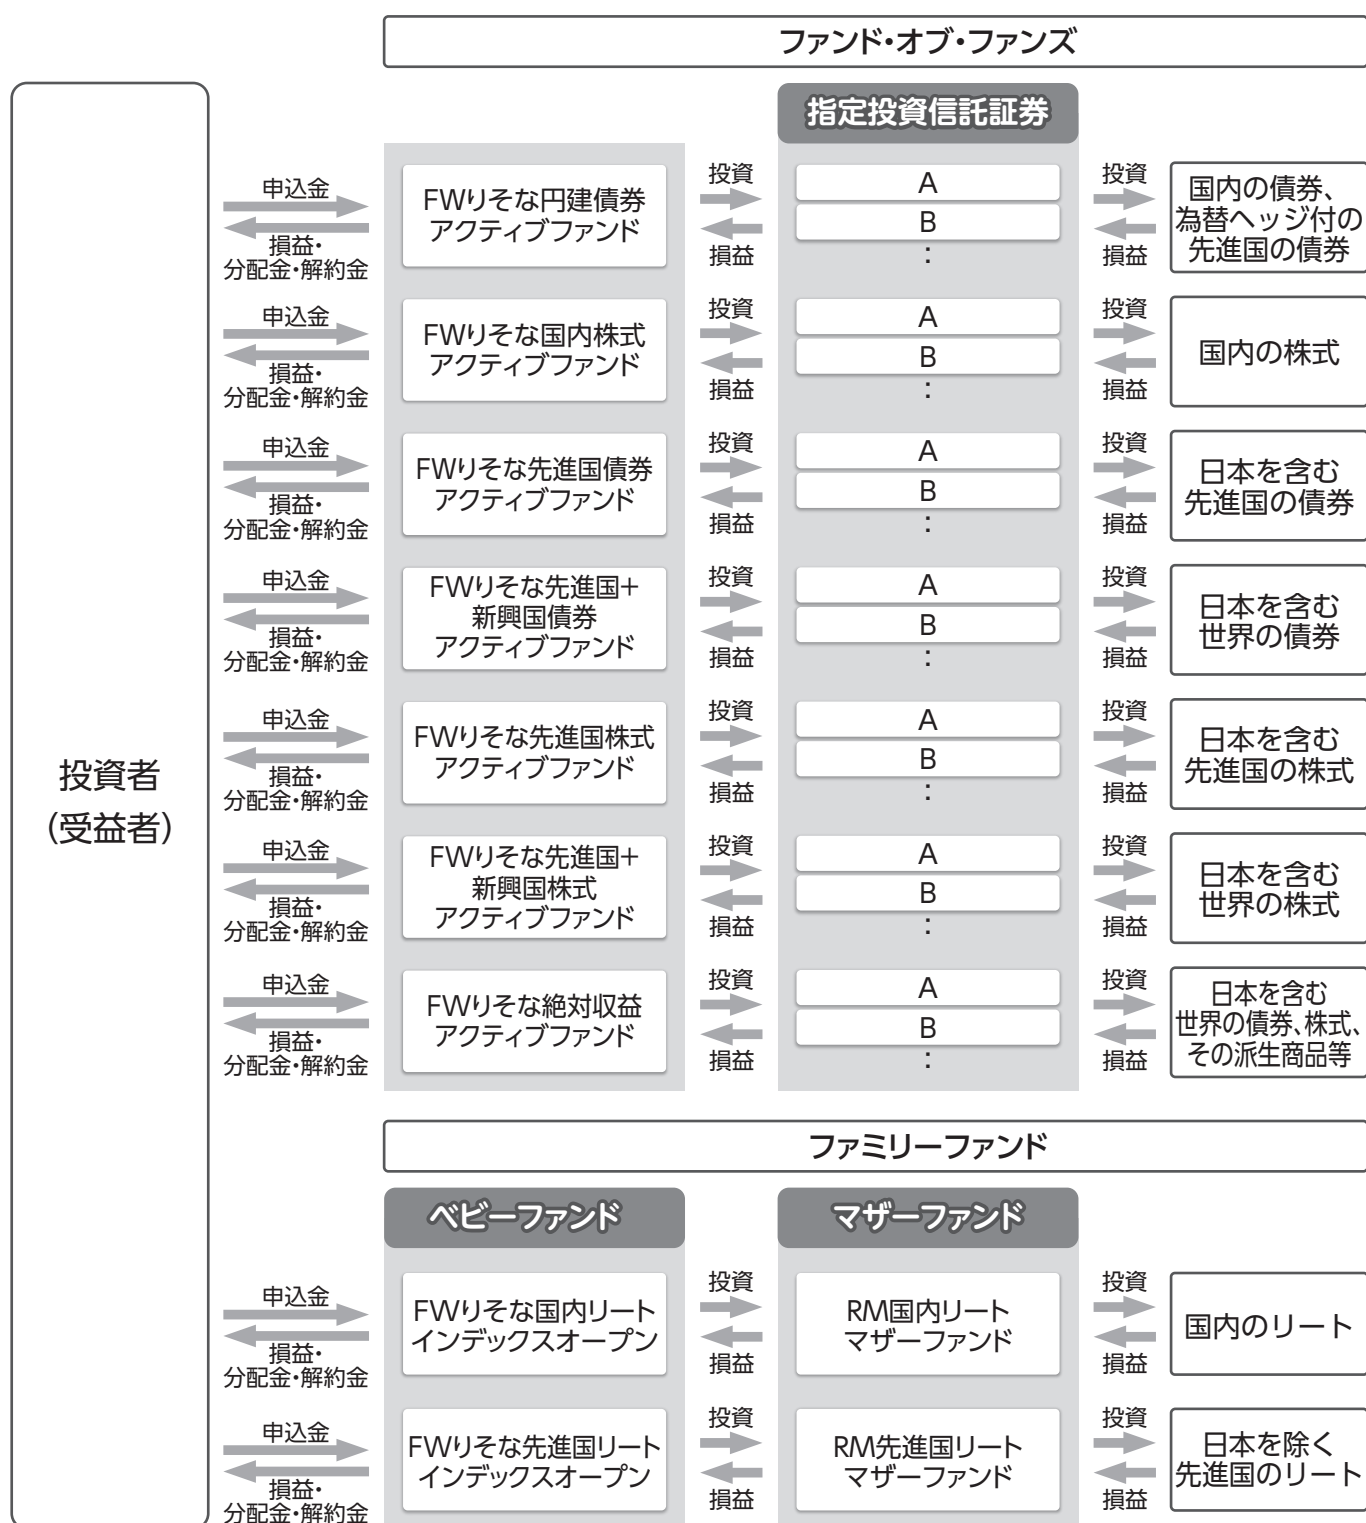 ファンド・オブ・ファンズ
投資者
(受益者)
指定投資信託証券
申込金
損益・
分配金・解約金
FWりそな円建債券
アクティブファンド
投資
損益
A
B
:
投資
損益
国内の債券、
為替ヘッジ付の
先進国の債券
申込金
損益・
分配金・解約金
FWりそな国内株式
アクティブファンド
投資
損益
A
B
:
投資
損益
国内の株式
申込金
損益・
分配金・解約金
FWりそな先進国債券
アクティブファンド
投資
損益
A
B
:
投資
損益
日本を含む
先進国の債券
申込金
損益・
分配金・解約金
FWりそな先進国+
新興国債券
アクティブファンド
投資
損益
A
B
:
投資
損益
日本を含む
世界の債券
申込金
損益・
分配金・解約金
FWりそな先進国株式
アクティブファンド
投資
損益
A
B
:
投資
損益
日本を含む
先進国の株式
申込金
損益・
分配金・解約金
FWりそな先進国+
新興国株式
アクティブファンド
投資
損益
A
B
:
投資
損益
日本を含む
世界の株式
申込金
損益・
分配金・解約金
FWりそな絶対収益
アクティブファンド
投資
損益
A
B
:
投資
損益
日本を含む
世界の債券、株式、
その派生商品等
ファミリーファンド
ベビーファンド
マザーファンド
申込金
損益・
分配金・解約金
FWりそな国内リート
インデックスオープン
投資
損益
RM国内リート
マザーファンド
投資
損益
国内のリート
申込金
損益・
分配金・解約金
FWりそな先進国リート
インデックスオープン
投資
損益
RM先進国リート
マザーファンド
投資
損益
日本を除く
先進国のリート